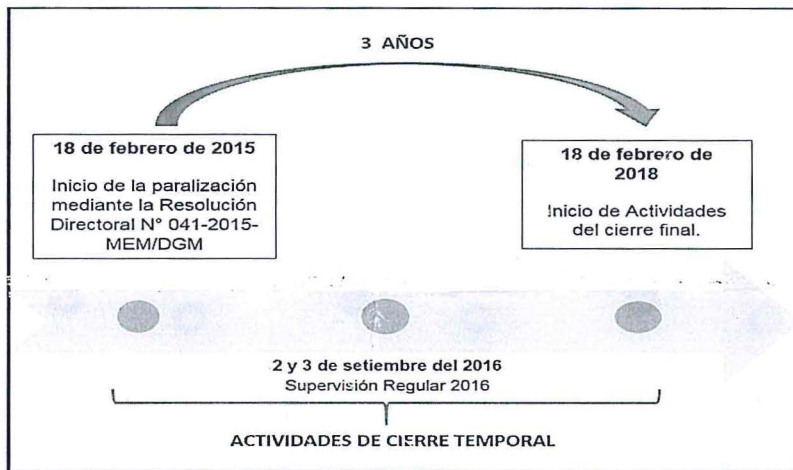 3 AÑOS
18 de febrero de 2015
Inicio de la paralización
mediante la Resolución
Directoral N° 041-2015-
MEM/DGM
18 de febrero de
2018
Inicio de Actividades
del cierre final.
2 y 3 de setiembre del 2016
Supervisión Regular 2016
ACTIVIDADES DE CIERRE TEMPORAL